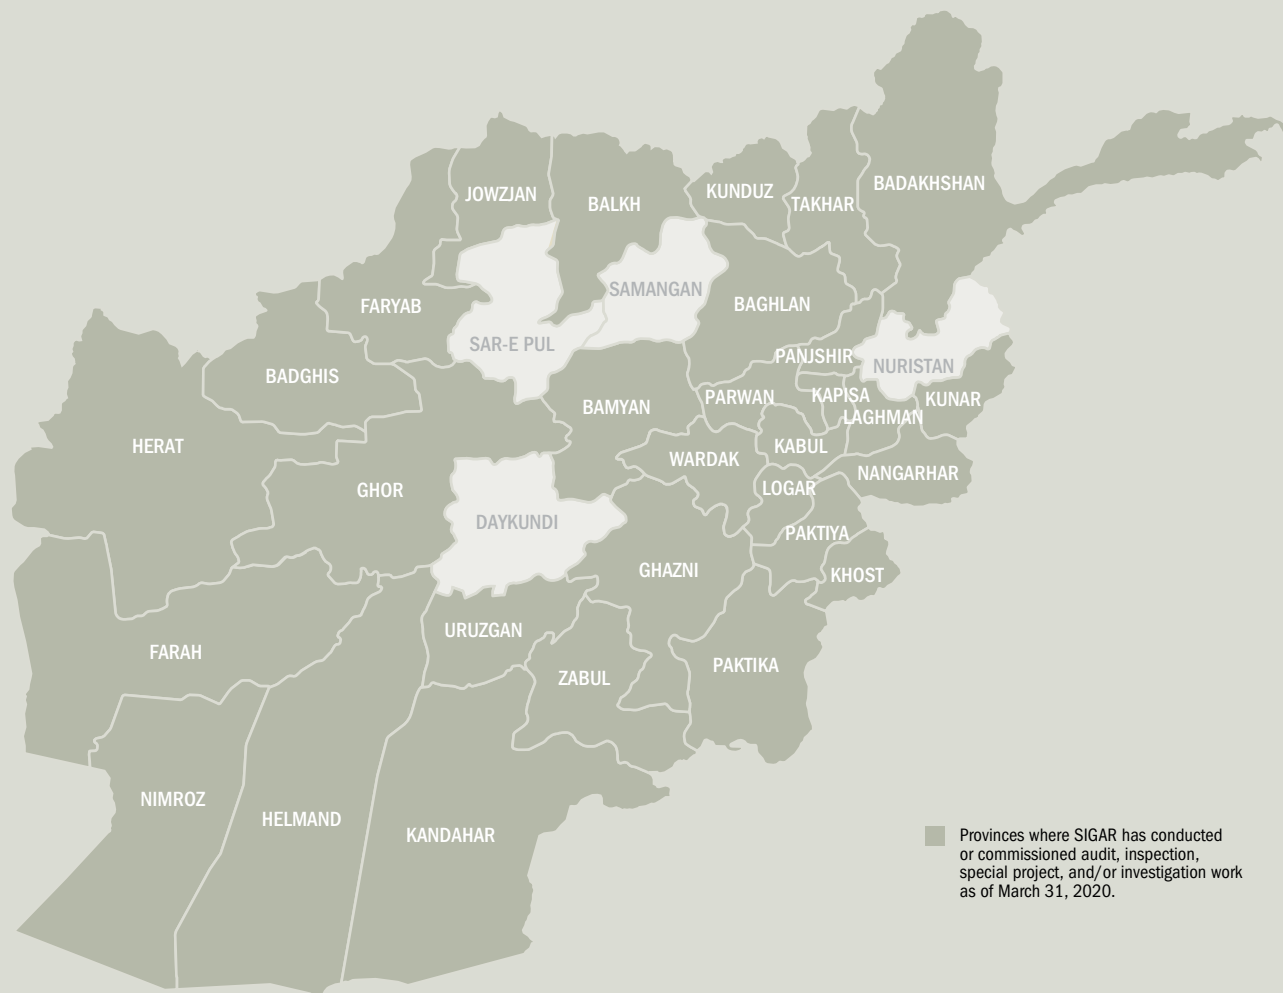 BADAKHSHAN
JOWZJAN
KUNDUZ
BALKH
TAKHAR
SAMANGAN
BAGHLAN
FARYAB
SAR-E PUL
PANJSHIR
NURISTAN
BADGHIS
KAPISA
PARWAN
KUNAR
BAMYAN
LAGHMAN
HERAT
KABUL
WARDAK
NANGARHAR
GHOR
LOGAR
DAYKUNDI
PAKTIYA
GHAZNI
KHOST
URUZGAN
FARAH
PAKTIKA
ZABUL
NIMROZ
HELMAND
KANDAHAR
Provinces where SIGAR has conducted
or commissioned audit, inspection,
special project, and/or investigation work
as of March 31, 2020.